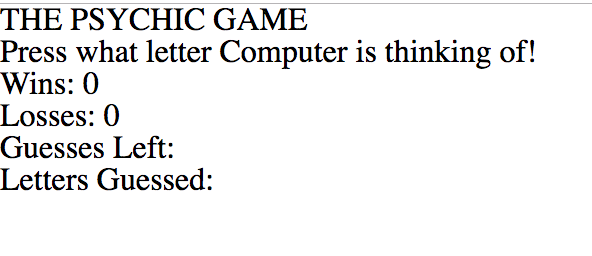 THE PSYCHIC GAME
Press what letter Computer is thinking of!
Wins: 0
Losses: 0
Guesses Left:
Letters Guessed: